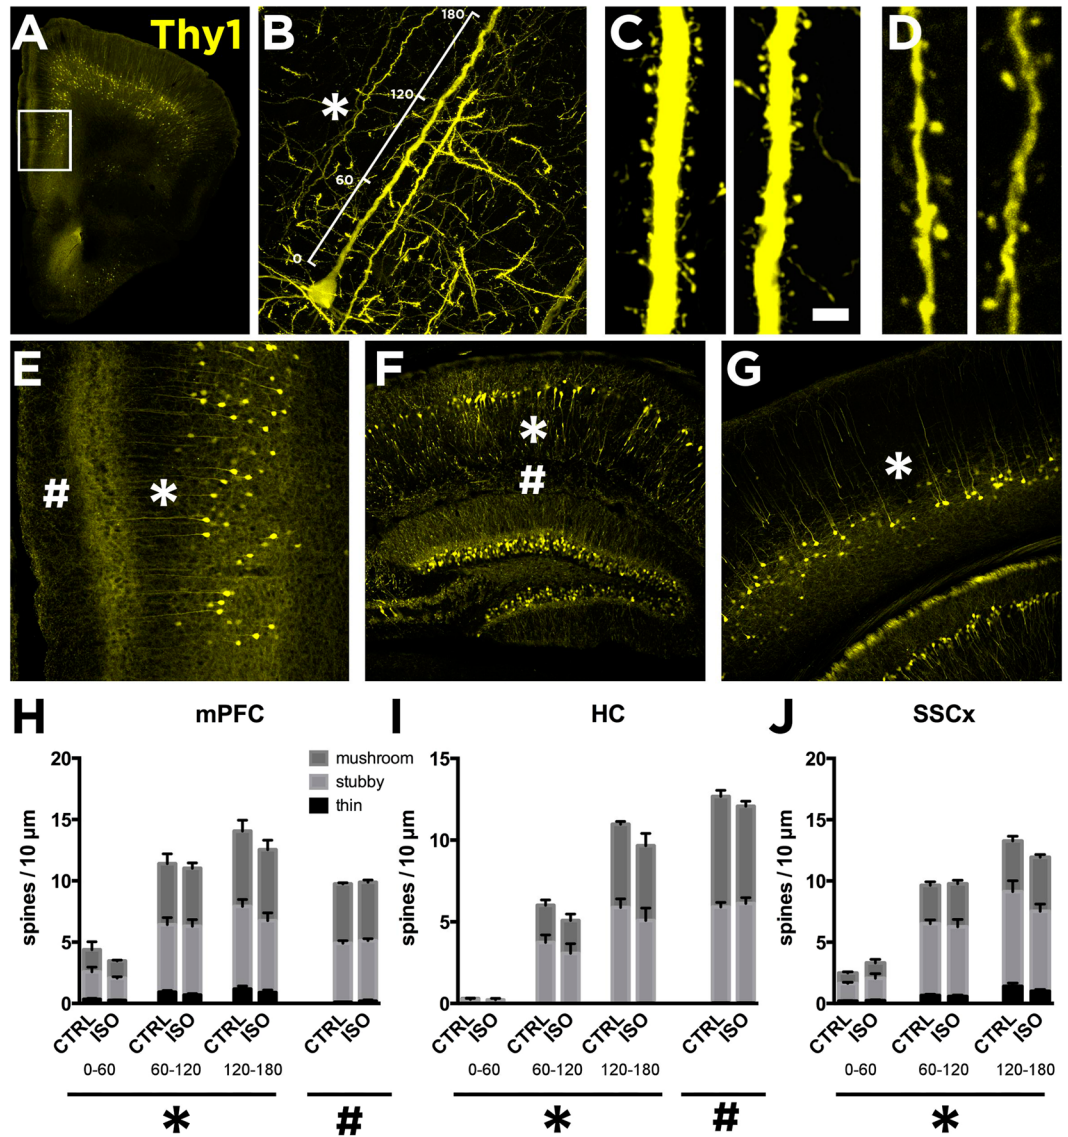 A Thy1
B
180
120
60
0
*
C
D
E
#
*
F
*
#
G
*
H mPFC
spines / 10 µm
20
15
10
5
0
mushroom
stubby
thin
CTRL ISO CTRL ISO CTRL ISO CTRL ISO
0-60 60-120 120-180
* #
I HC
spines / 10 µm
15
10
5
0
CTRL ISO CTRL ISO CTRL ISO CTRL ISO
0-60 60-120 120-180
* #
J SSCx
spines / 10 µm
20
15
10
5
0
CTRL ISO CTRL ISO CTRL ISO
0-60 60-120 120-180
*